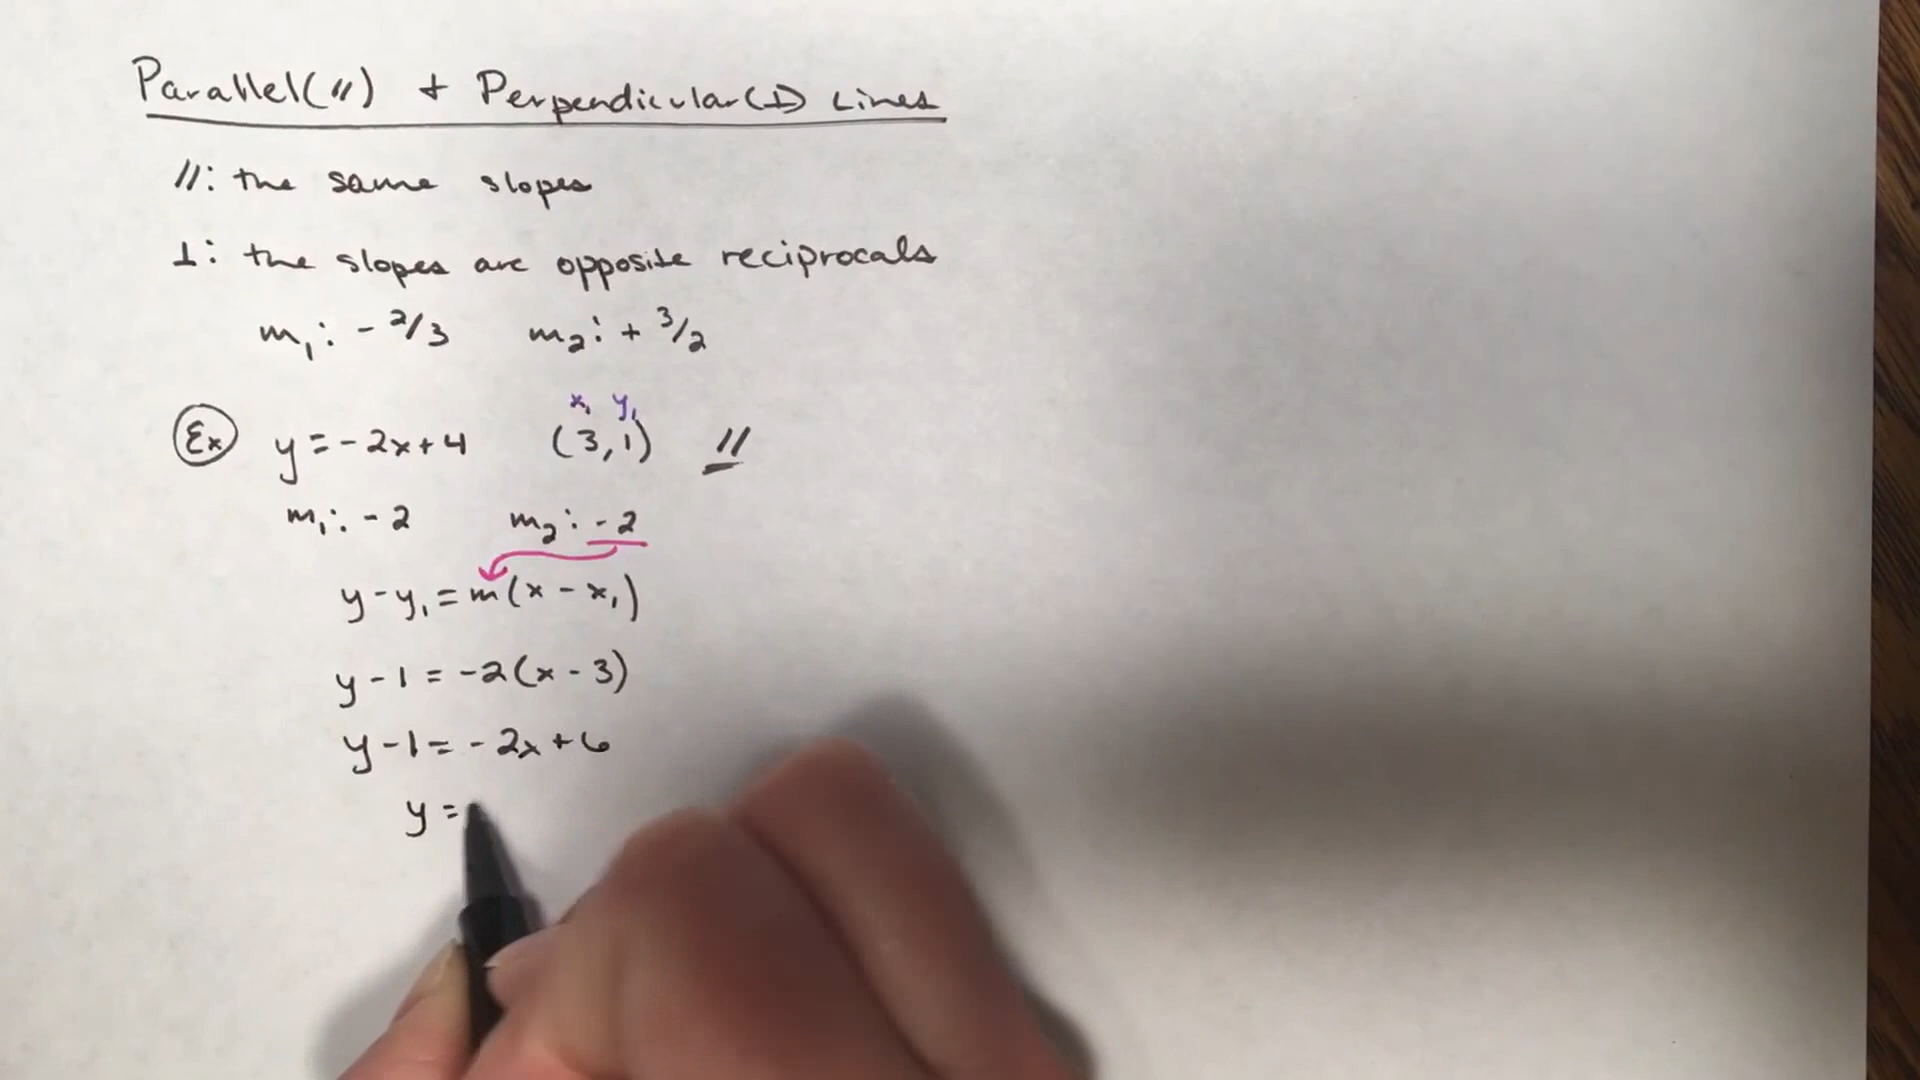 Parallel(//) + Perpendicular(⊥) Lines
//: the same slopes
⊥: the slopes are opposite reciprocals
m₁: - 2/3 m₂: + 3/2
x₁ y₁
Ex y = -2x+4 (3,1) //
m₁: -2 m₂: -2
y-y₁ = m(x - x₁)
y-1 = -2(x-3)
y-1 = -2x+6
y =